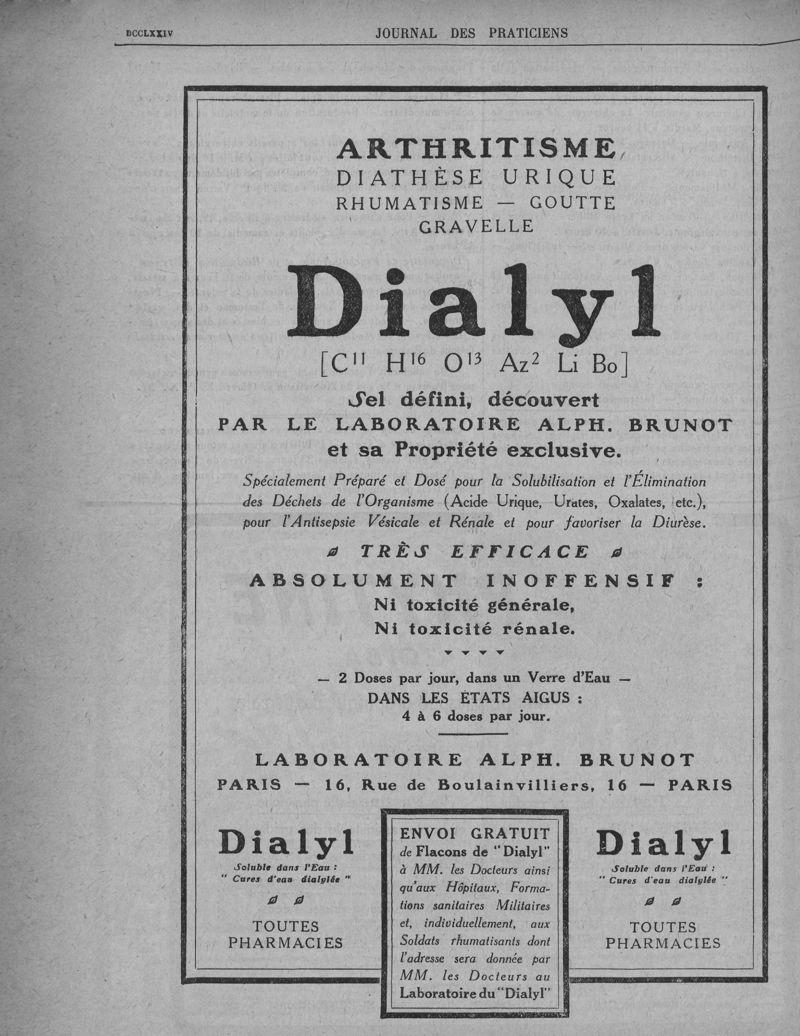 DCCLXXIV
JOURNAL DES PRATICIENS
ARTHRITISME
DIATHÈSE URIQUE
RHUMATISME — GOUTTE
GRAVELLE
Dialyl
[C¹¹ H¹⁶ O¹³ Az² Li Bo]
Sel défini, découvert
PAR LE LABORATOIRE ALPH. BRUNOT
et sa Propriété exclusive.
Spécialement Préparé et Dosé pour la Solubilisation et l'Élimination
des Déchets de l'Organisme (Acide Urique, Urates, Oxalates, etc.),
pour l'Antisepsie Vésicale et Rénale et pour favoriser la Diurèse.
TRÈS EFFICACE
ABSOLUMENT INOFFENSIF :
Ni toxicité générale,
Ni toxicité rénale.
— 2 Doses par jour, dans un Verre d'Eau —
DANS LES ÉTATS AIGUS :
4 à 6 doses par jour.
LABORATOIRE ALPH. BRUNOT
PARIS — 16, Rue de Boulainvilliers, 16 — PARIS
Dialyl
Soluble dans l'Eau :
" Cures d'eau dialylée "
TOUTES
PHARMACIES
ENVOI GRATUIT
de Flacons de "Dialyl"
à MM. les Docteurs ainsi
qu'aux Hôpitaux, Forma-
tions sanitaires Militaires
et, individuellement, aux
Soldats rhumatisants dont
l'adresse sera donnée par
MM. les Docteurs au
Laboratoire du "Dialyl"
Dialyl
Soluble dans l'Eau :
" Cures d'eau dialylée "
TOUTES
PHARMACIES